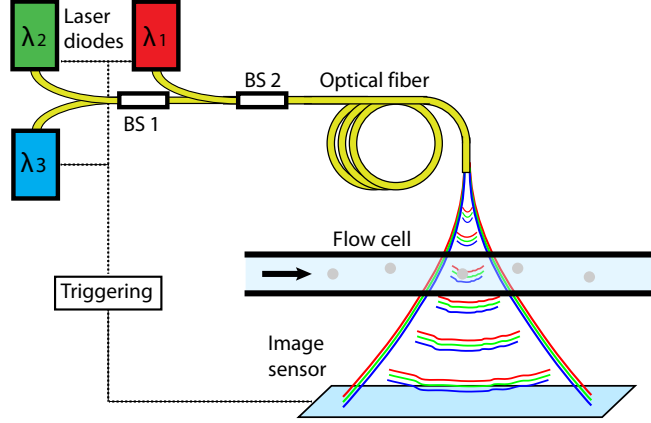 λ2
Laser
diodes
λ1
BS 2
Optical fiber
BS 1
λ3
Flow cell
Triggering
Image
sensor